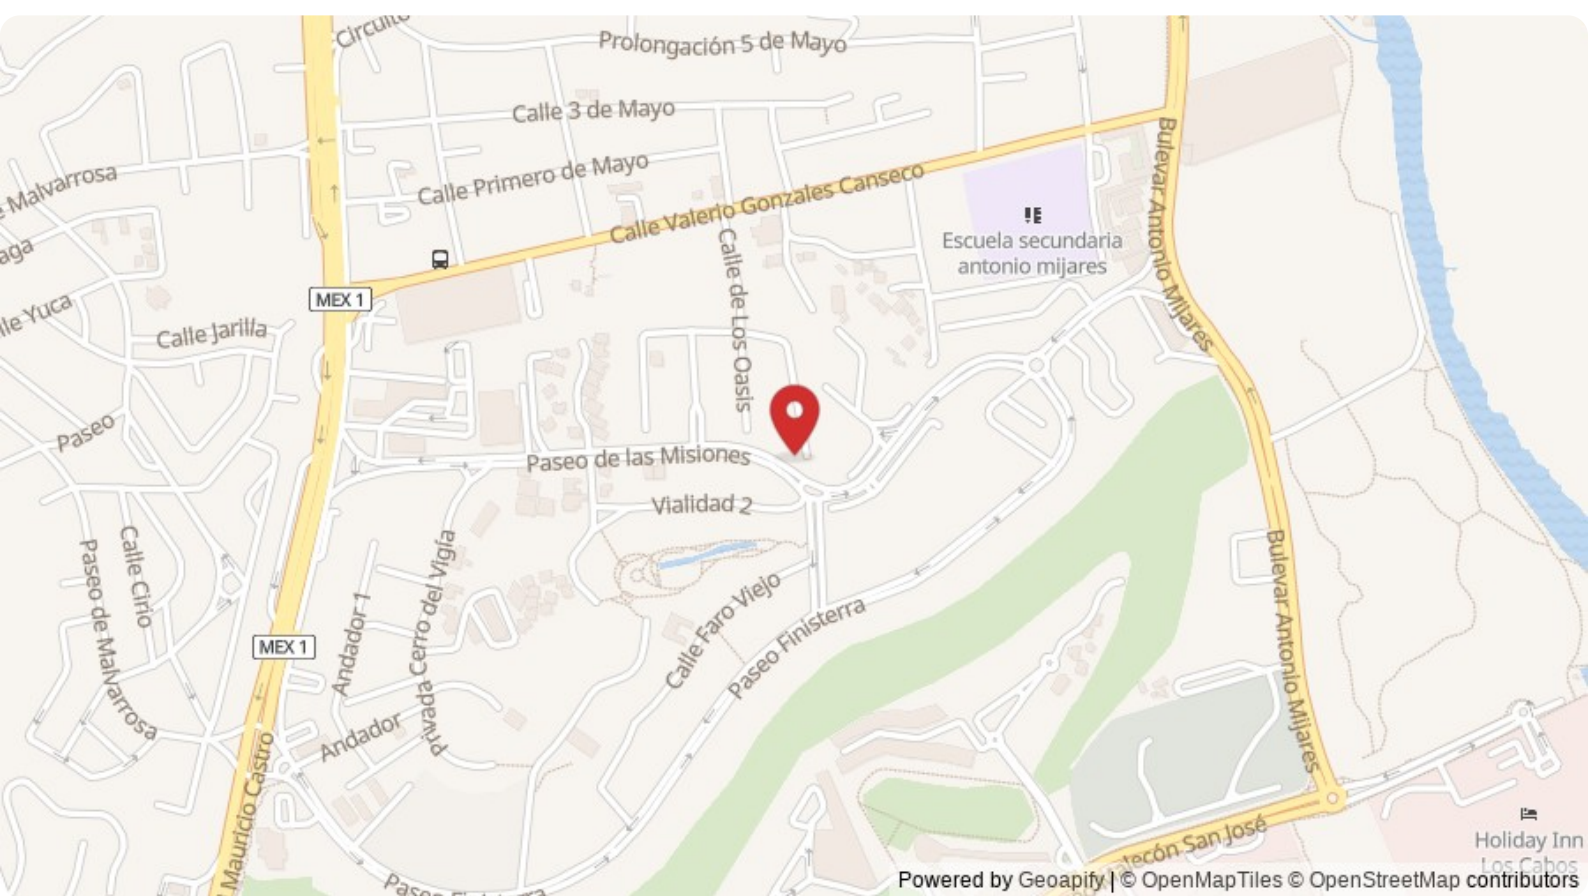 Circuito
Prolongación 5 de Mayo
Calle 3 de Mayo
Calle Primero de Mayo
Malvarrosa
Calle Valerio Gonzales Canseco
Bulevar Antonio Mijares
Escuela secundaria
antonio mijares
Calle de Los Oasis
MEX 1
Calle Jarilla
Yuca
Paseo
Paseo de las Misiones
Vialidad 2
Calle Cirio
Paseo de Malvarrosa
Andador 1
Privada Cerro del Vigía
Calle Faro Viejo
Paseo Finisterra
Bulevar Antonio Mijares
MEX 1
Andador
Mauricio Castro
San José
Holiday Inn
Los Cabos
Powered by Geoapify | © OpenMapTiles © OpenStreetMap contributors